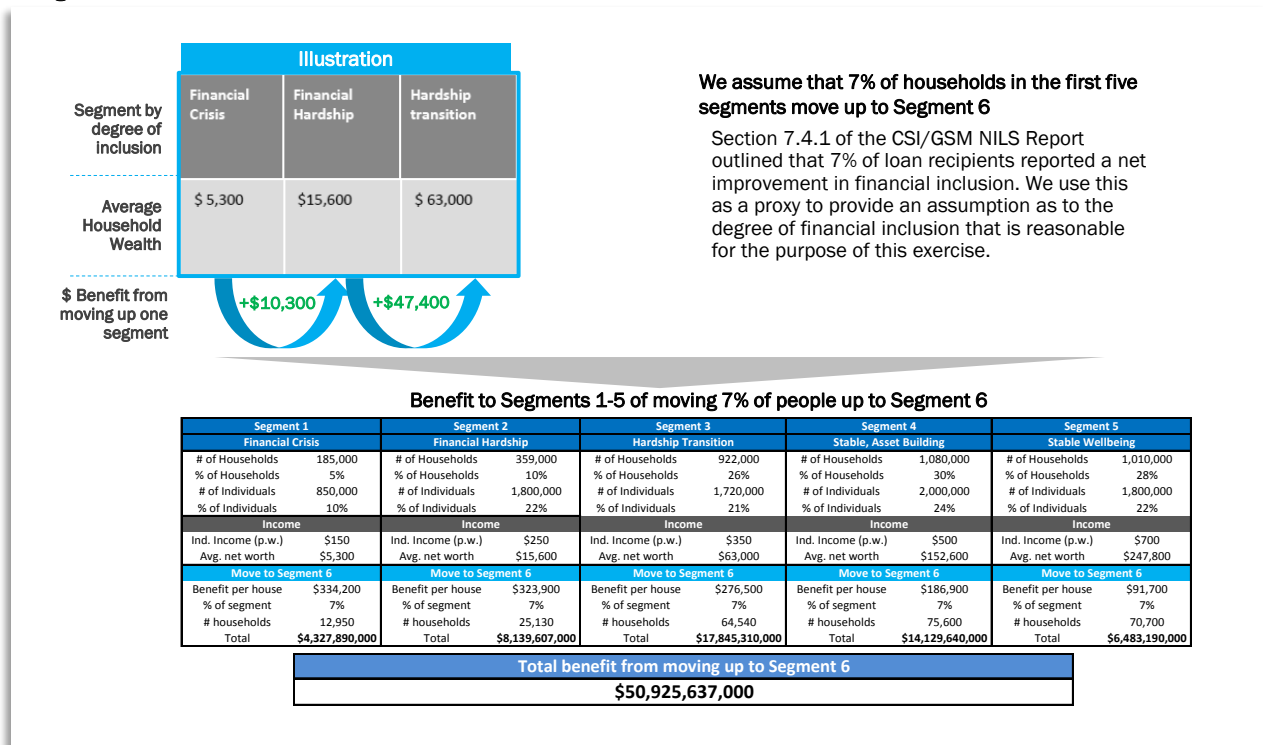 Illustration
Segment by
degree of
inclusion
Financial
Crisis
Financial
Hardship
Hardship
transition
Average
Household
Wealth
$ 5,300
$15,600
$ 63,000
$ Benefit from
moving up one
segment
+$10,300
+$47,400
We assume that 7% of households in the first five
segments move up to Segment 6
Section 7.4.1 of the CSI/GSM NILS Report
outlined that 7% of loan recipients reported a net
improvement in financial inclusion. We use this
as a proxy to provide an assumption as to the
degree of financial inclusion that is reasonable
for the purpose of this exercise.
Benefit to Segments 1-5 of moving 7% of people up to Segment 6
Segment 1 Segment 2 Segment 3 Segment 4 Segment 5
Financial Crisis Financial Hardship Hardship Transition Stable, Asset Building Stable Wellbeing
# of Households 185,000 # of Households 359,000 # of Households 922,000 # of Households 1,080,000 # of Households 1,010,000
% of Households 5% % of Households 10% % of Households 26% % of Households 30% % of Households 28%
# of Individuals 850,000 # of Individuals 1,800,000 # of Individuals 1,720,000 # of Individuals 2,000,000 # of Individuals 1,800,000
% of Individuals 10% % of Individuals 22% % of Individuals 21% % of Individuals 24% % of Individuals 22%
Income Income Income Income Income
Ind. Income (p.w.) $150 Ind. Income (p.w.) $250 Ind. Income (p.w.) $350 Ind. Income (p.w.) $500 Ind. Income (p.w.) $700
Avg. net worth $5,300 Avg. net worth $15,600 Avg. net worth $63,000 Avg. net worth $152,600 Avg. net worth $247,800
Move to Segment 6 Move to Segment 6 Move to Segment 6 Move to Segment 6 Move to Segment 6
Benefit per house $334,200 Benefit per house $323,900 Benefit per house $276,500 Benefit per house $186,900 Benefit per house $91,700
% of segment 7% % of segment 7% % of segment 7% % of segment 7% % of segment 7%
# households 12,950 # households 25,130 # households 64,540 # households 75,600 # households 70,700
Total $4,327,890,000 Total $8,139,607,000 Total $17,845,310,000 Total $14,129,640,000 Total $6,483,190,000
Total benefit from moving up to Segment 6
$50,925,637,000